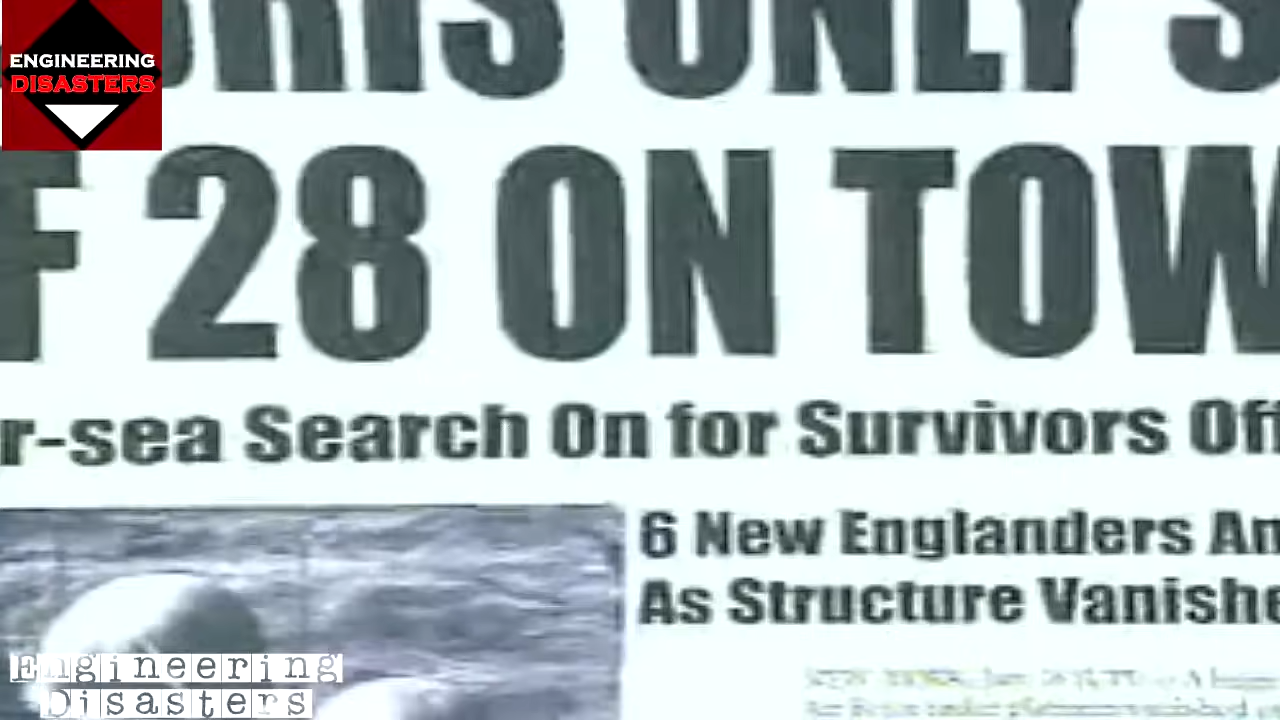 ENGINEERING
DISASTERS
BRIS ONLY S
F 28 ON TOW
r-sea Search On for Survivors Off
6 New Englanders An
As Structure Vanishe
Engineering
Disasters